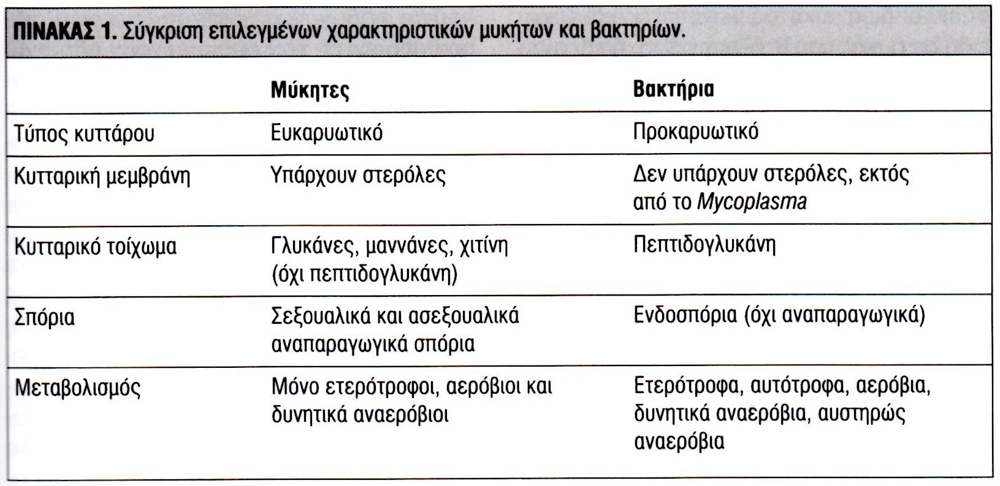 ΠΙΝΑΚΑΣ 1. Σύγκριση επιλεγμένων χαρακτηριστικών μυκήτων και βακτηρίων.
Μύκητες Βακτήρια
Τύπος κυττάρου Ευκαρυωτικό Προκαρυωτικό
Κυτταρική μεμβράνη Υπάρχουν στερόλες Δεν υπάρχουν στερόλες, εκτός
από το Mycoplasma
Κυτταρικό τοίχωμα Γλυκάνες, μαννάνες, χιτίνη Πεπτιδογλυκάνη
(όχι πεπτιδογλυκάνη)
Σπόρια Σεξουαλικά και ασεξουαλικά Ενδοσπόρια (όχι αναπαραγωγικά)
αναπαραγωγικά σπόρια
Μεταβολισμός Μόνο ετερότροφοι, αερόβιοι και Ετερότροφα, αυτότροφα, αερόβια,
δυνητικά αναερόβιοι δυνητικά αναερόβια, αυστηρώς
αναερόβια